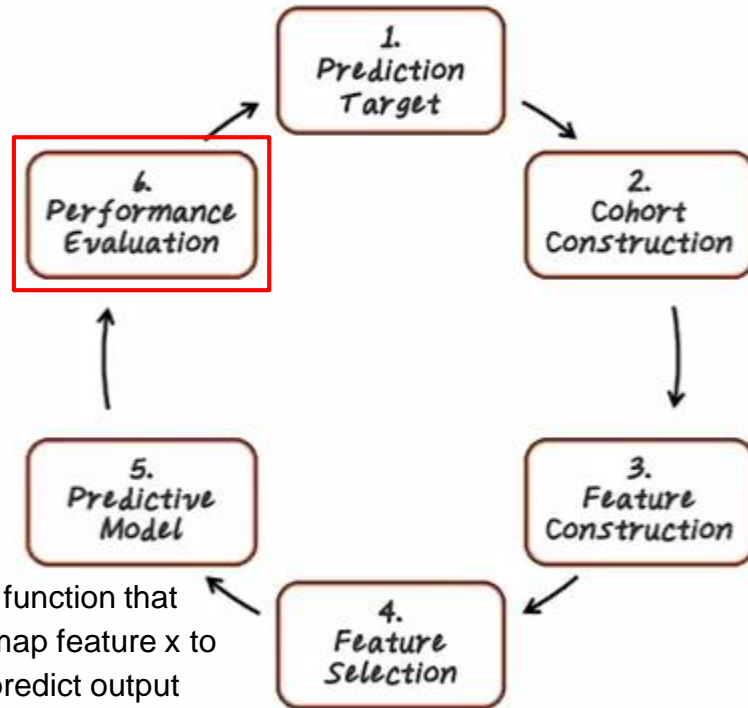 1.
Prediction
Target
2.
Cohort
Construction
3.
Feature
Construction
4.
Feature
Selection
5.
Predictive
Model
function that
map feature x to
predict output
6.
Performance
Evaluation